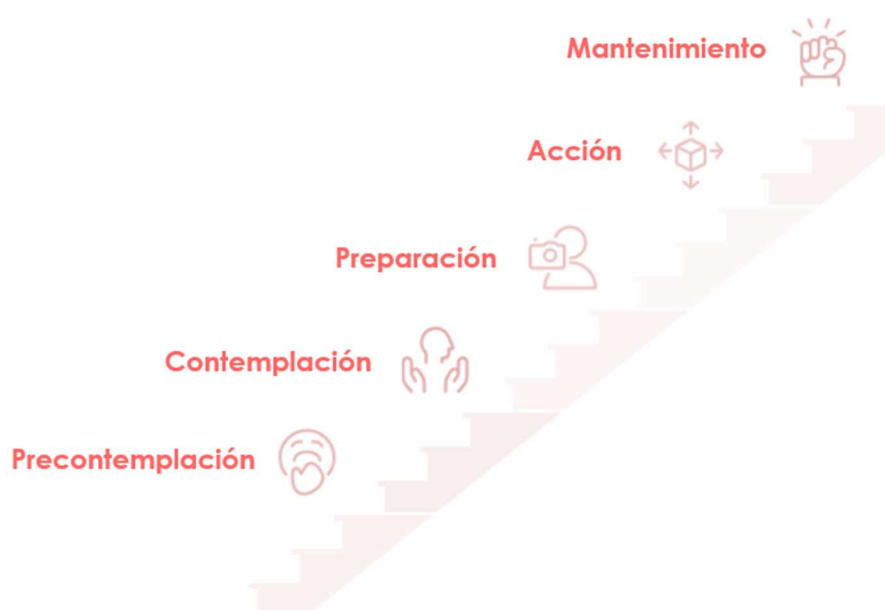 Mantenimiento
Acción
Preparación
Contemplación
Precontemplación